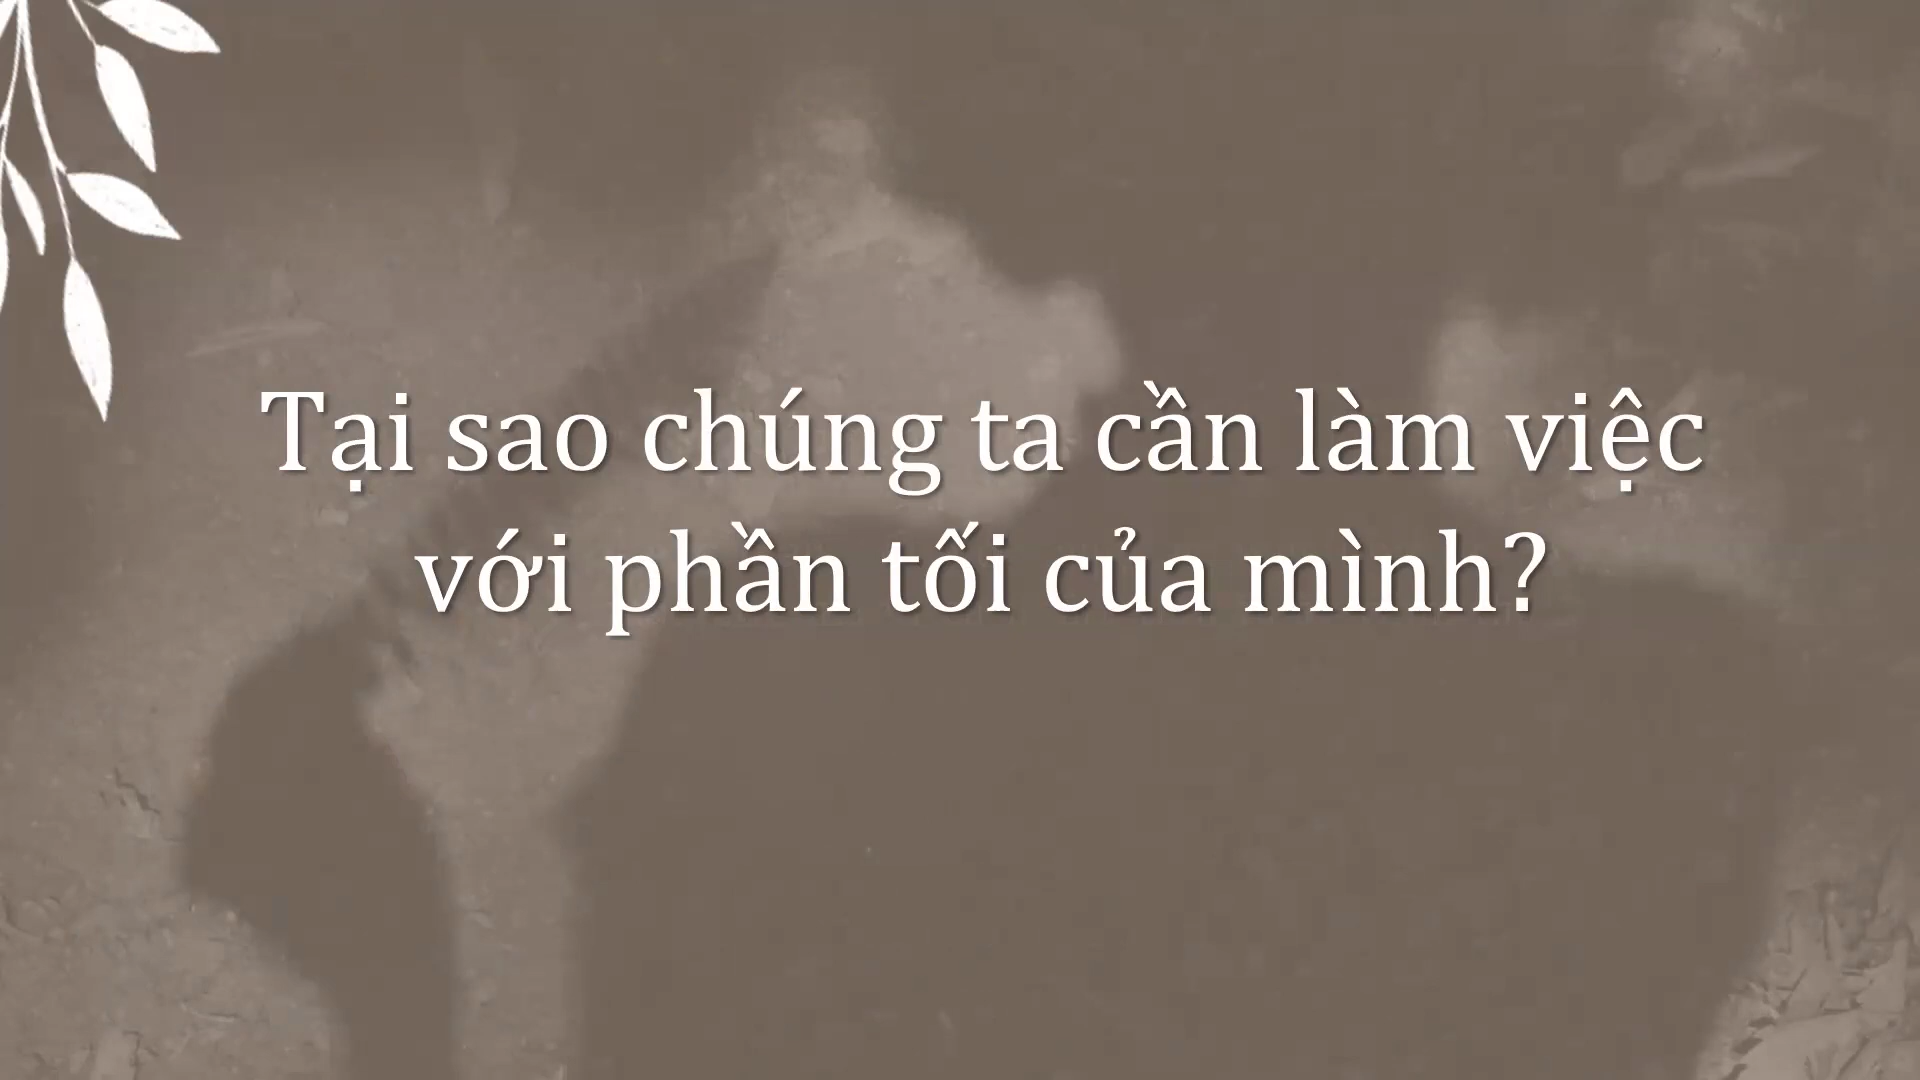 Tại sao chúng ta cần làm việc
với phần tối của mình?